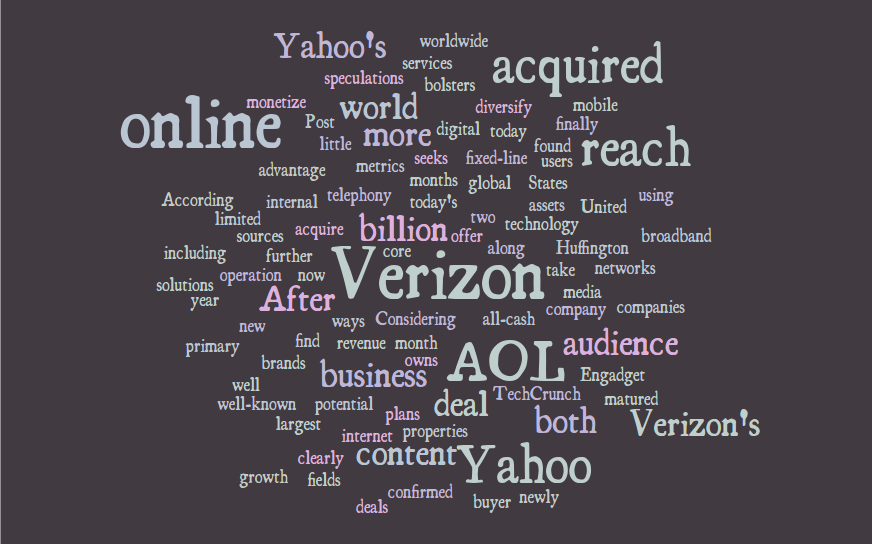 worldwide
Yahoo's
services
acquired
speculations
bolsters
monetize
world
diversify
mobile
online
Post
more
digital
today
finally
little
found
reach
advantage
metrics
seeks
fixed-line
users
months
global
States
According
internal
telephony
today's
assets
United
using
limited
two
technology
sources
acquire
billion
offer
broadband
including
further
core
along
Huffington
solutions
operation
now
Verizon
take
networks
year
After
media
company
companies
new
ways
Considering
all-cash
primary
find
revenue
month
audience
brands
owns
AOL
well
business
Engadget
well-known
potential
deal
TechCrunch
matured
largest
plans
both
Verizon's
internet
properties
clearly
content
Yahoo
growth
fields
confirmed
deals
buyer
newly